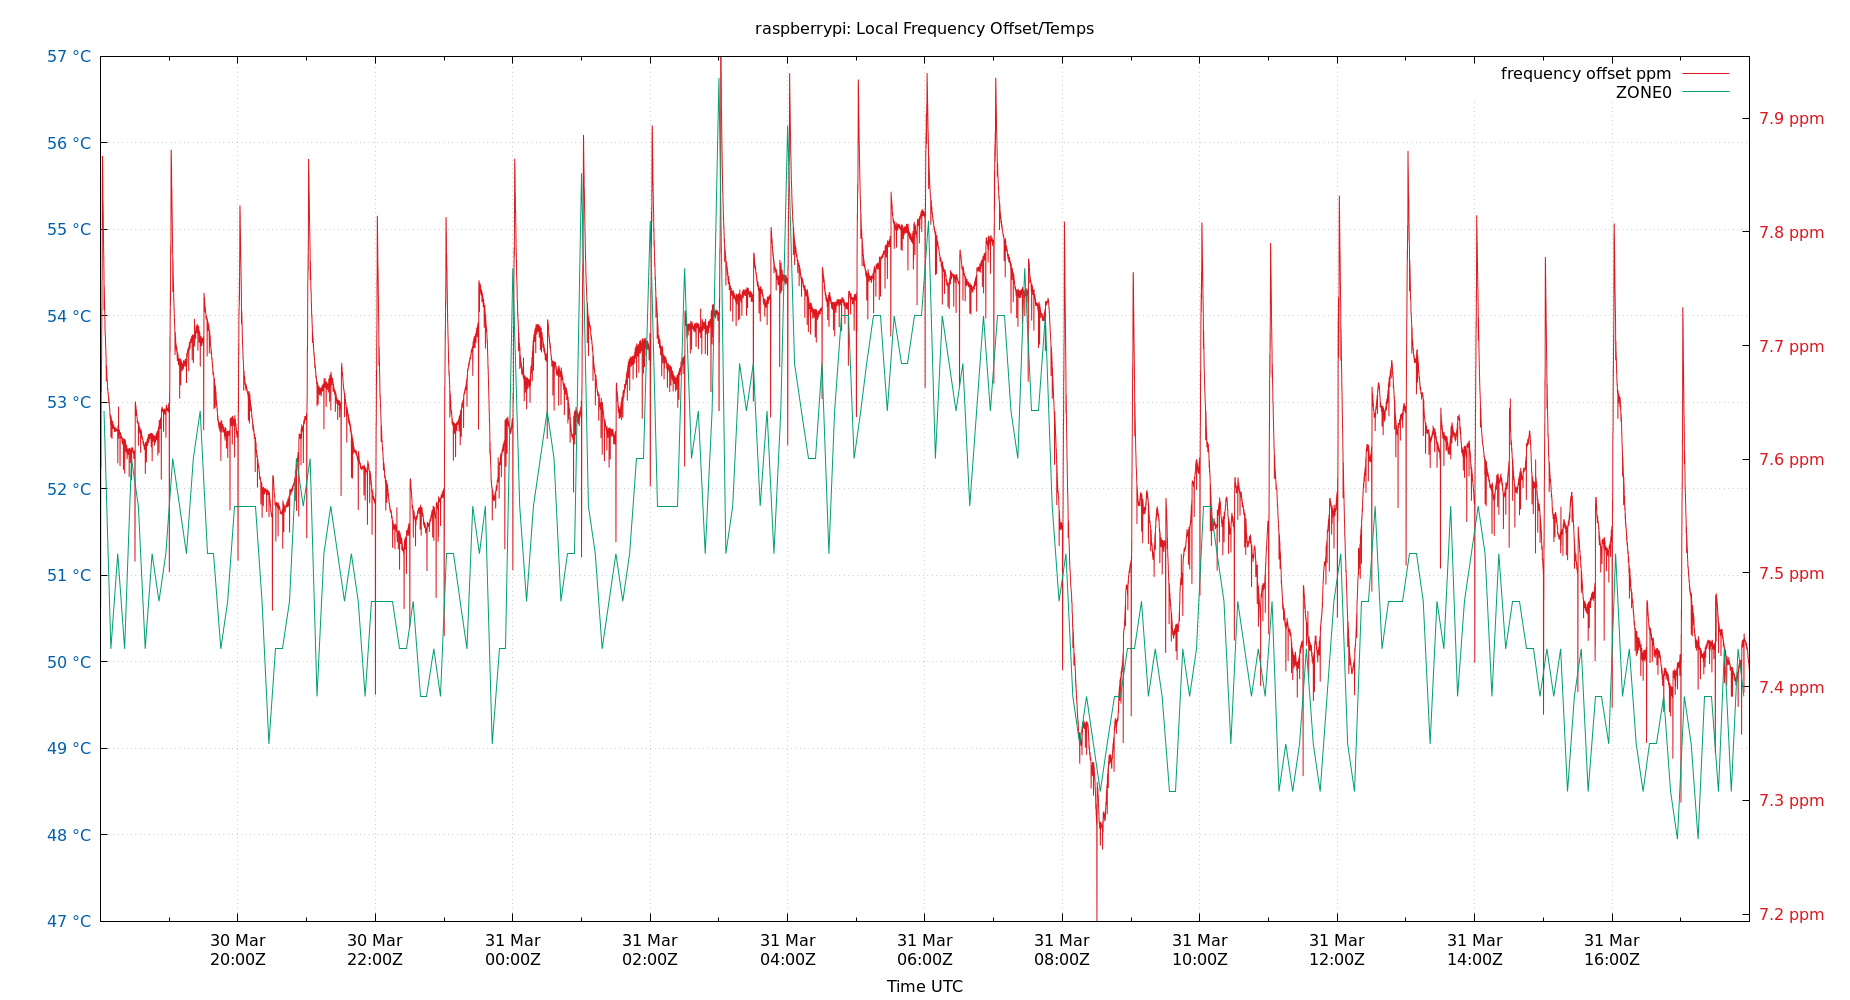 raspberrypi: Local Frequency Offset/Temps
frequency offset ppm
ZONE0
57 °C
56 °C
55 °C
54 °C
53 °C
52 °C
51 °C
50 °C
49 °C
48 °C
47 °C
7.9 ppm
7.8 ppm
7.7 ppm
7.6 ppm
7.5 ppm
7.4 ppm
7.3 ppm
7.2 ppm
30 Mar
20:00Z
30 Mar
22:00Z
31 Mar
00:00Z
31 Mar
02:00Z
31 Mar
04:00Z
31 Mar
06:00Z
31 Mar
08:00Z
31 Mar
10:00Z
31 Mar
12:00Z
31 Mar
14:00Z
31 Mar
16:00Z
Time UTC